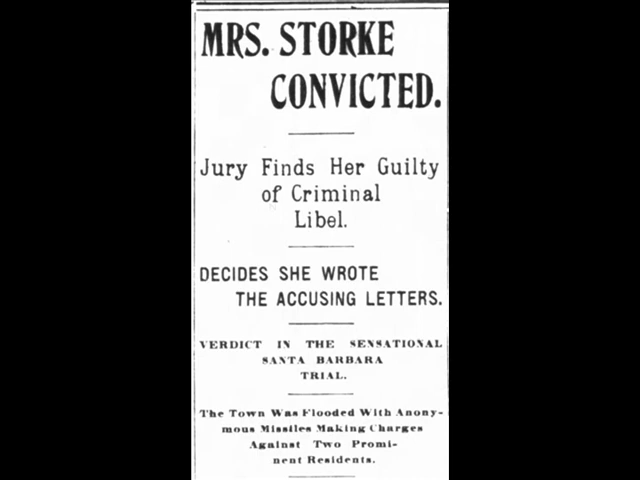 MRS. STORKE
CONVICTED.
Jury Finds Her Guilty
of Criminal
Libel.
DECIDES SHE WROTE
THE ACCUSING LETTERS.
VERDICT IN THE SENSATIONAL
SANTA BARBARA
TRIAL.
The Town Was Flooded With Anony-
mous Missiles Making Charges
Against Two Promi-
nent Residents.